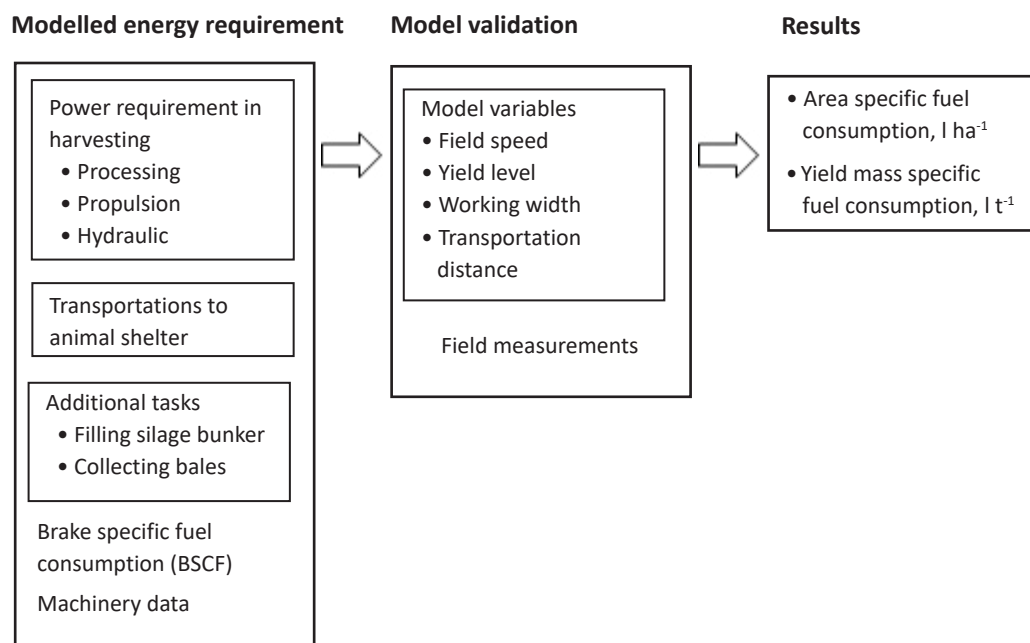 Modelled energy requirement
Power requirement in
harvesting
• Processing
• Propulsion
• Hydraulic
Transportations to
animal shelter
Additional tasks
• Filling silage bunker
• Collecting bales
Brake specific fuel
consumption (BSCF)
Machinery data
Model validation
Model variables
• Field speed
• Yield level
• Working width
• Transportation
distance
Field measurements
Results
• Area specific fuel
consumption, l ha⁻¹
• Yield mass specific
fuel consumption, l t⁻¹